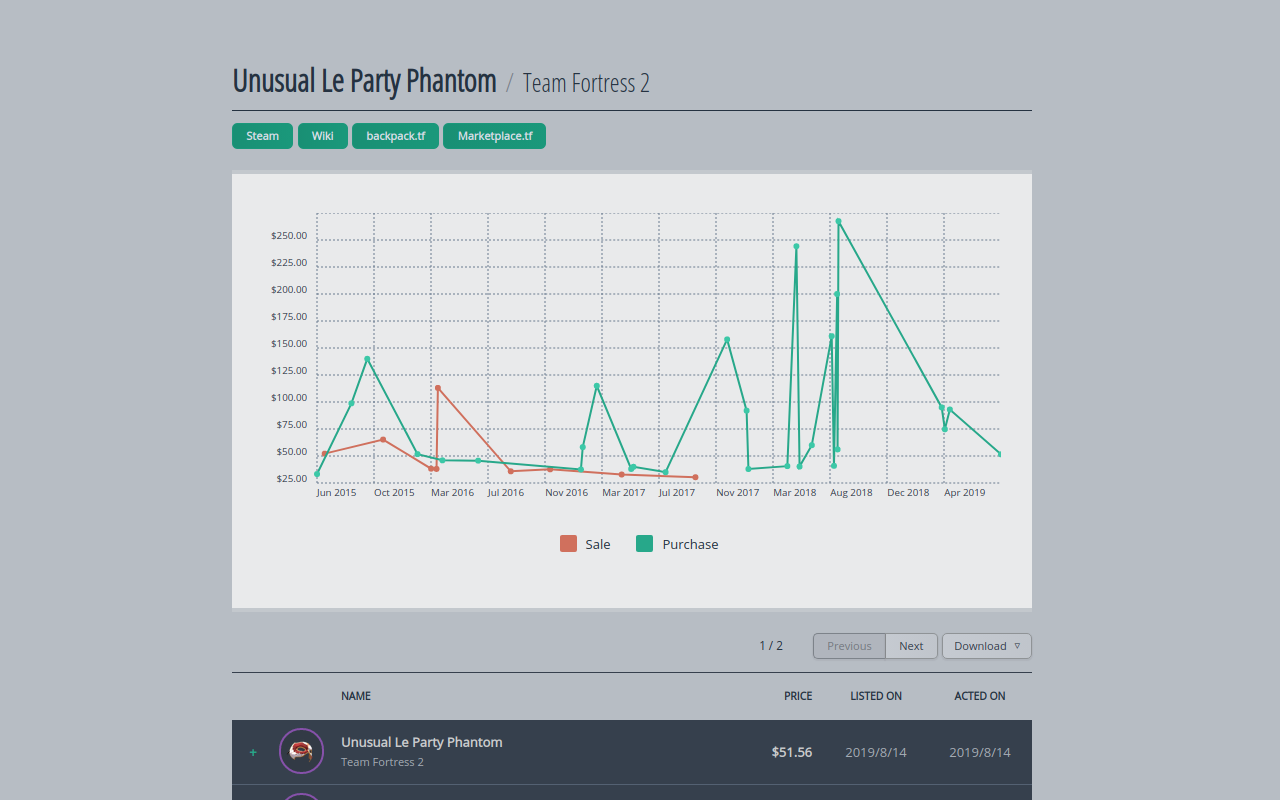 Unusual Le Party Phantom / Team Fortress 2
Steam Wiki backpack.tf Marketplace.tf
$250.00
$225.00
$200.00
$175.00
$150.00
$125.00
$100.00
$75.00
$50.00
$25.00
Jun 2015 Oct 2015 Mar 2016 Jul 2016 Nov 2016 Mar 2017 Jul 2017 Nov 2017 Mar 2018 Aug 2018 Dec 2018 Apr 2019
Sale Purchase
1 / 2 Previous Next Download ▿
NAME PRICE LISTED ON ACTED ON
+ Unusual Le Party Phantom $51.56 2019/8/14 2019/8/14
Team Fortress 2